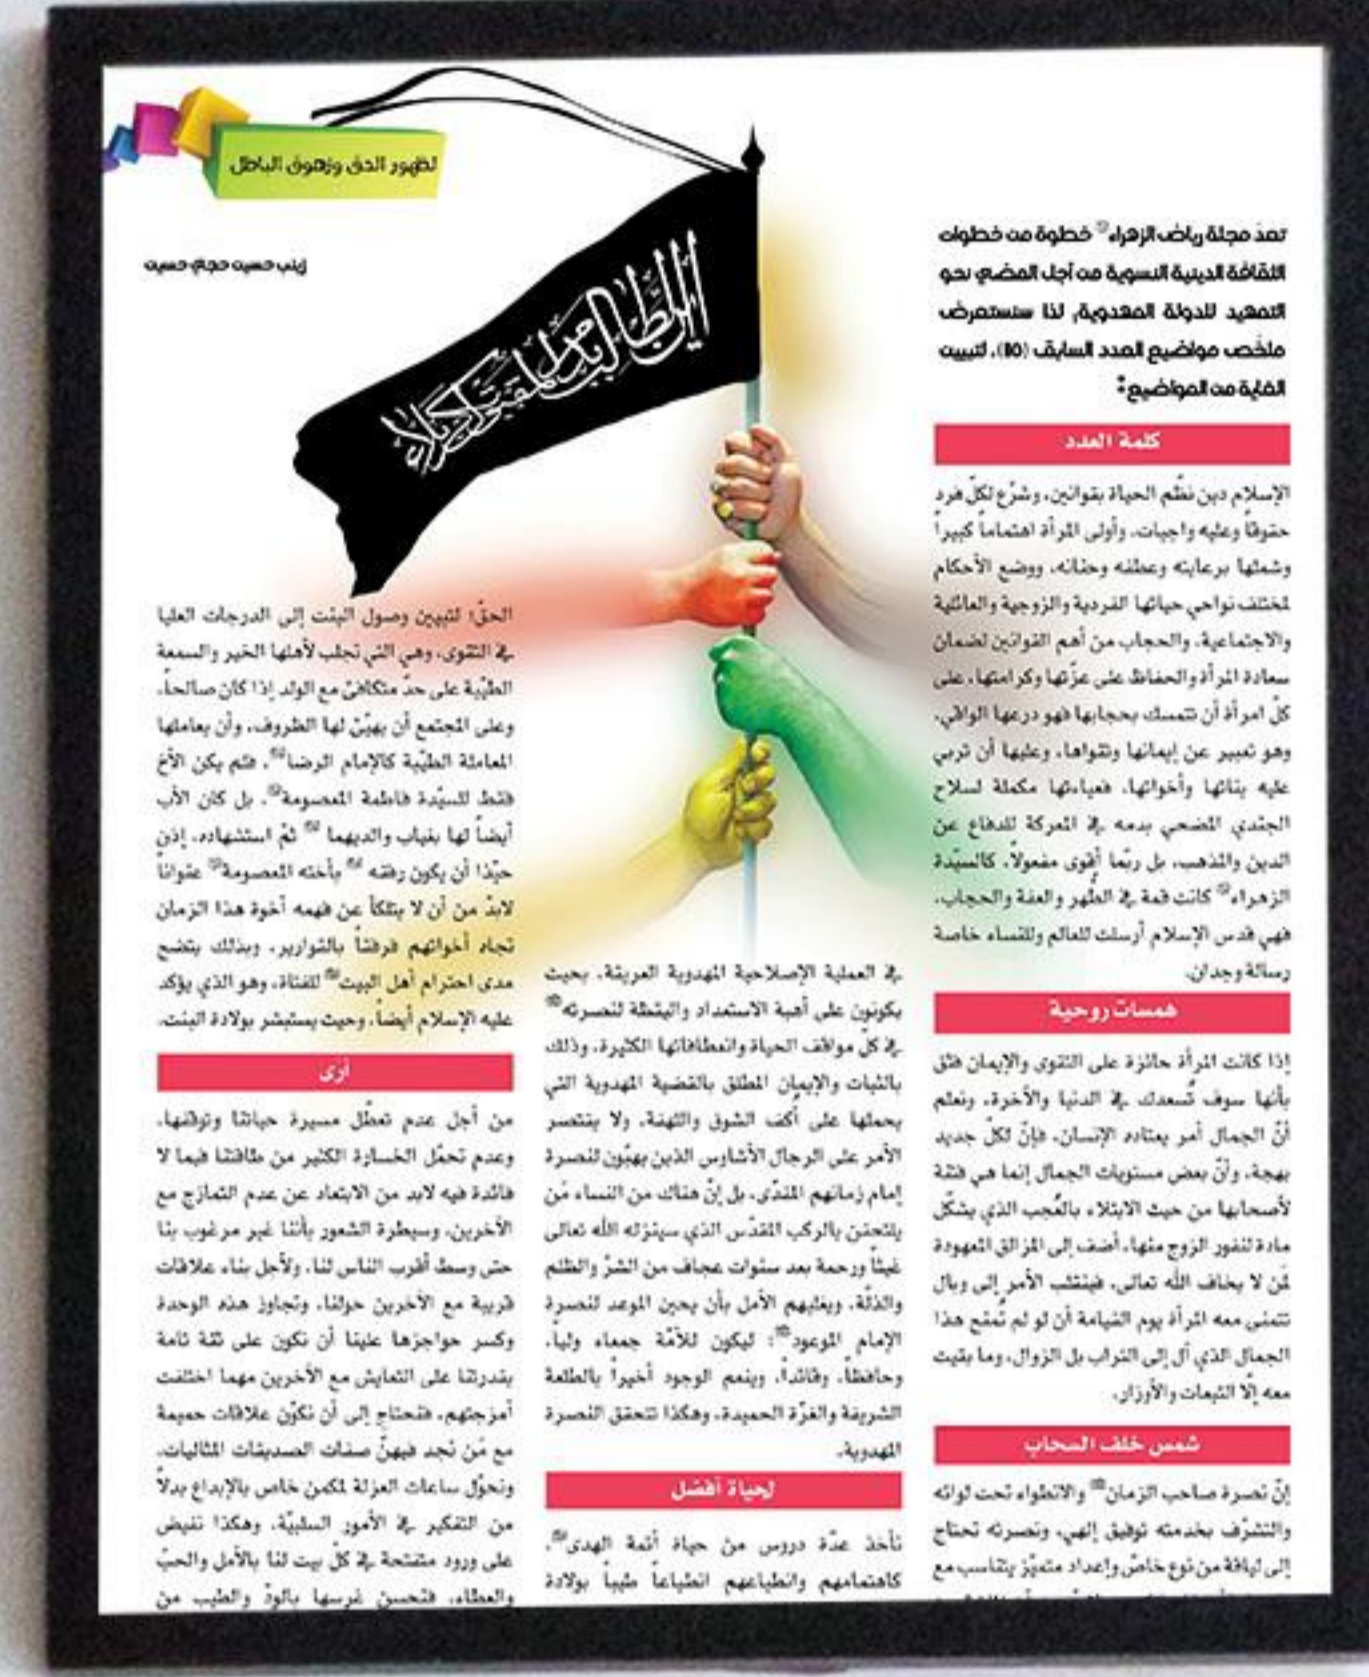 لظهور الحق وزهوق الباطل
زينب حسين حجي حسين
أين الطالب بدم المقتول بكربلاء
تعدّ مجلة رياض الزهراء خطوة من خطوات
الثقافة الدينية النسوية من أجل المضي نحو
التمهيد للدولة المهدوية، لذا سنستعرض
ملخّص مواضيع العدد السابق (110)، لتبيين
الغاية من المواضيع:
كلمة العدد
الإسلام دين نظّم الحياة بقوانين، وشرّع لكلّ فرد
حقوقاً وعليه واجبات، وأولى المرأة اهتماماً كبيراً
وشملها برعايته وعطفه وحنانه، ووضع الأحكام
لمختلف نواحي حياتها الفردية والزوجية والعائلية
والاجتماعية، والحجاب من أهم القوانين لضمان
سعادة المرأة والحفاظ على عزّتها وكرامتها، على
كلّ امرأة أن تتمسك بحجابها فهو درعها الواقي،
وهو تعبير عن إيمانها وتقواها، وعليها أن تربي
عليه بناتها وأخواتها، فعباءتها مكملة لسلاح
الجندي المضحي بدمه في المعركة للدفاع عن
الدين والمذهب، بل ربّما أقوى مفعولاً، كالسيّدة
الزهراء كانت قمة في الطُهر والعفة والحجاب،
فهي قدس الإسلام أرسلت للعالم وللنساء خاصة
رسالة وجدان.
همسات روحية
إذا كانت المرأة حائزة على التقوى والإيمان فثق
بأنها سوف تُسعدك في الدنيا والآخرة، ونعلم
أنّ الجمال أمر يعتاده الإنسان، فإنّ لكلّ جديد
بهجة، وأنّ بعض مستويات الجمال إنما هي فتنة
لأصحابها من حيث الابتلاء بالعُجب الذي يشكّل
مادة لنفور الزوج منها، أضف إلى المزالق المعهودة
لمن لا يخاف الله تعالى، فينقلب الأمر إلى وبال
تتمنى معه المرأة يوم القيامة أن لو لم تُمنح هذا
الجمال الذي آل إلى التراب بل الزوال، وما بقيت
معه إلّا التبعات والأوزار.
شمس خلف السحاب
إنّ نصرة صاحب الزمان والانطواء تحت لوائه
والتشرّف بخدمته توفيق إلهي، ونصرته تحتاج
إلى لياقة من نوع خاصّ وإعداد متميّز يتناسب مع
في العملية الإصلاحية المهدوية العريقة، بحيث
يكونون على أهبة الاستعداد واليقظة لنصرته
في كلّ مواقف الحياة وانعطافاتها الكثيرة، وذلك
بالثبات والإيمان المطلق بالقضية المهدوية التي
يحملها على أكف الشوق واللهفة، ولا يقتصر
الأمر على الرجال الأشاوس الذين يهبّون لنصرة
إمام زمانهم المفدّى، بل إنّ هناك من النساء مَن
يلتحقن بالركب المقدّس الذي سينزله الله تعالى
غيثاً ورحمة بعد سنوات عجاف من الشرّ والظلم
والذلّة، ويغلبهم الأمل بأن يحين الموعد لنصرة
الإمام الموعود؛ ليكون للأمّة جمعاء ولياً،
وحافظاً، وقائداً، وينعم الوجود أخيراً بالطلعة
الشريفة والغرّة الحميدة، وهكذا تتحقق النصرة
المهدوية.
لحياة أفضل
نأخذ عدّة دروس من حياة أئمة الهدى،
كاهتمامهم وانطباعهم انطباعاً طيباً بولادة
الحقّ؛ لتبيين وصول البنت إلى الدرجات العليا
في التقوى، وهي التي تجلب لأهلها الخير والسمعة
الطيّبة على حدّ متكافئ مع الولد إذا كان صالحاً،
وعلى المجتمع أن يهيّئ لها الظروف، وأن يعاملها
المعاملة الطيّبة كالإمام الرضا، فلم يكن الأخ
فقط للسيّدة فاطمة المعصومة، بل كان الأب
أيضاً لها بغياب والديهما ثمّ استشهاده، إذن
حبّذا أن يكون رفقه بأخته المعصومة عنواناً
لابدّ من أن لا يتلكأ عن فهمه أخوة هذا الزمان
تجاه أخواتهم فرفقاً بالقوارير، وبذلك يتضح
مدى احترام أهل البيت للفتاة، وهو الذي يؤكد
عليه الإسلام أيضاً، وحيث يستبشر بولادة البنت.
أرى
من أجل عدم تعطّل مسيرة حياتنا وتوقفها،
وعدم تحمّل الخسارة الكثير من طاقتنا فيما لا
فائدة فيه لابد من الابتعاد عن عدم التمازج مع
الآخرين، وسيطرة الشعور بأننا غير مرغوب بنا
حتى وسط أقرب الناس لنا، ولأجل بناء علاقات
قريبة مع الآخرين حولنا، وتجاوز هذه الوحدة
وكسر حواجزها علينا أن نكون على ثقة تامة
بقدرتنا على التعايش مع الآخرين مهما اختلفت
أمزجتهم، فنحتاج إلى أن نكوّن علاقات حميمة
مع مَن نجد فيهنّ صفات الصديقات المثاليات،
ونحوّل ساعات العزلة لمكمن خاص بالإبداع بدلاً
من التفكير في الأمور السلبيّة، وهكذا نفيض
على ورود متفتحة في كلّ بيت لنا بالأمل والحبّ
والعطاء، فنحسن غرسها بالودّ والطيب من